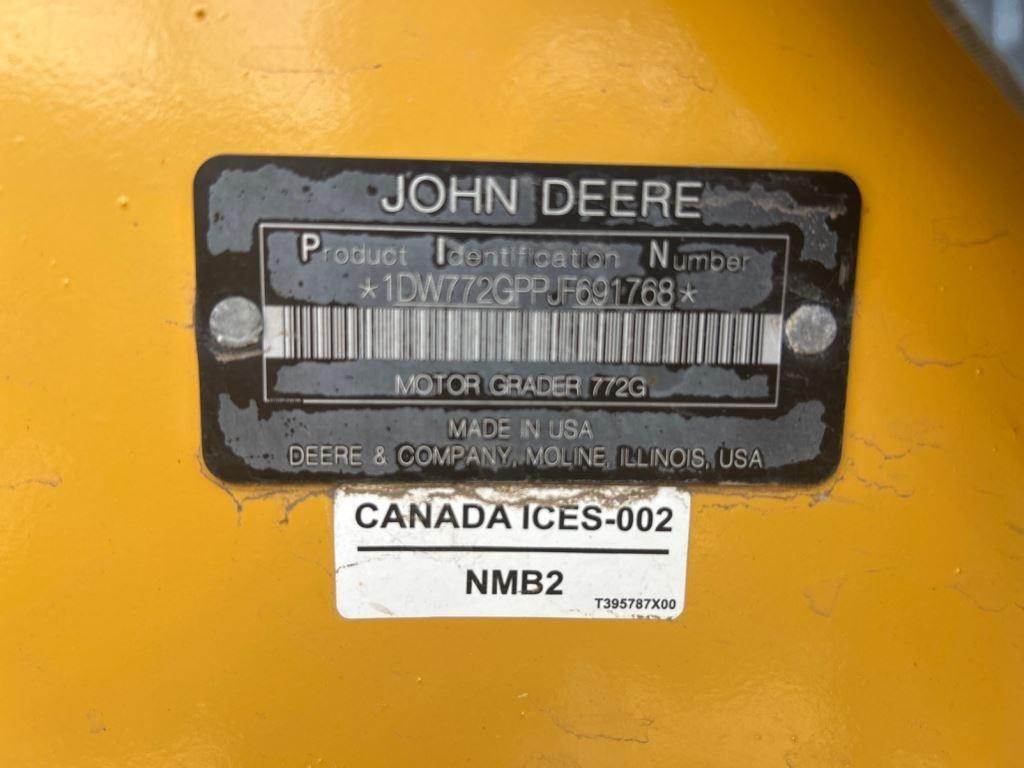 JOHN DEERE
Product Identification Number
*1DW772GPPJF691768*
MOTOR GRADER 772G
MADE IN USA
DEERE & COMPANY, MOLINE, ILLINOIS, USA
CANADA ICES-002
NMB2
T395787X00